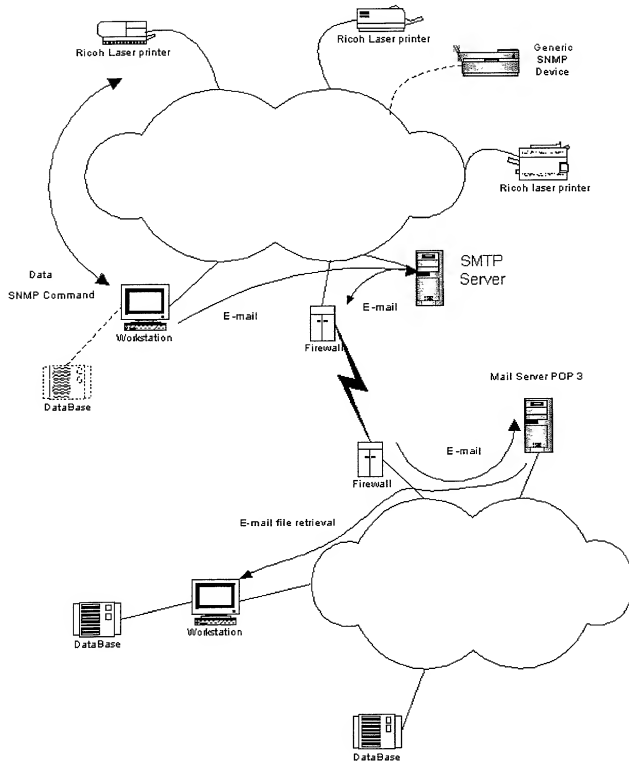 Ricoh Laser printer
Ricoh Laser printer
Generic
SNMP
Device
Ricoh laser printer
Data
SNMP Command
SMTP
Server
E-mail
E-mail
Workstation
Firewall
DataBase
Mail Server POP 3
E-mail
Firewall
E-mail file retrieval
Workstation
DataBase
DataBase